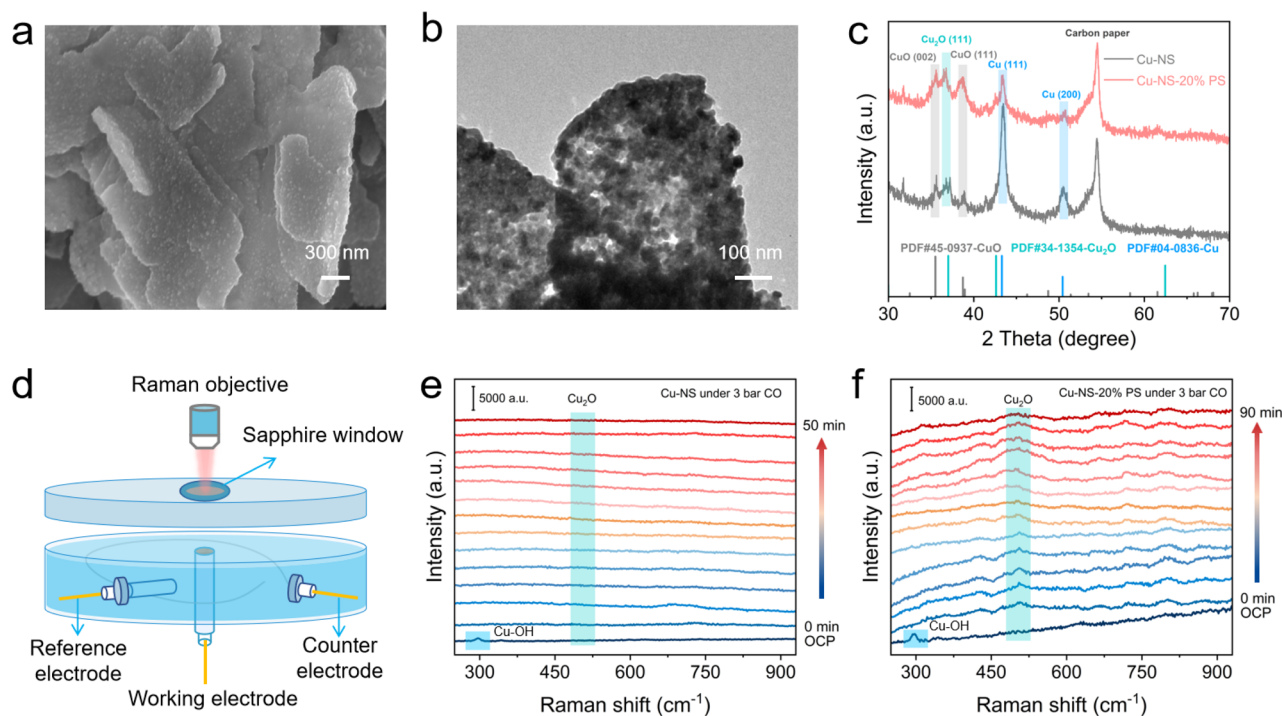 a
300 nm
b
100 nm
c
Cu₂O (111)
CuO (002)
CuO (111)
Cu (111)
Cu (200)
Carbon paper
Cu-NS
Cu-NS-20% PS
PDF#45-0937-CuO
PDF#34-1354-Cu₂O
PDF#04-0836-Cu
Intensity (a.u.)
30 40 50 60 70
2 Theta (degree)
d
Raman objective
Sapphire window
Reference
electrode
Counter
electrode
Working electrode
e
5000 a.u.
Cu₂O
Cu-NS under 3 bar CO
50 min
0 min
OCP
Cu-OH
Intensity (a.u.)
300 450 600 750 900
Raman shift (cm⁻¹)
f
5000 a.u.
Cu₂O
Cu-NS-20% PS under 3 bar CO
90 min
0 min
OCP
Cu-OH
Intensity (a.u.)
300 450 600 750 900
Raman shift (cm⁻¹)